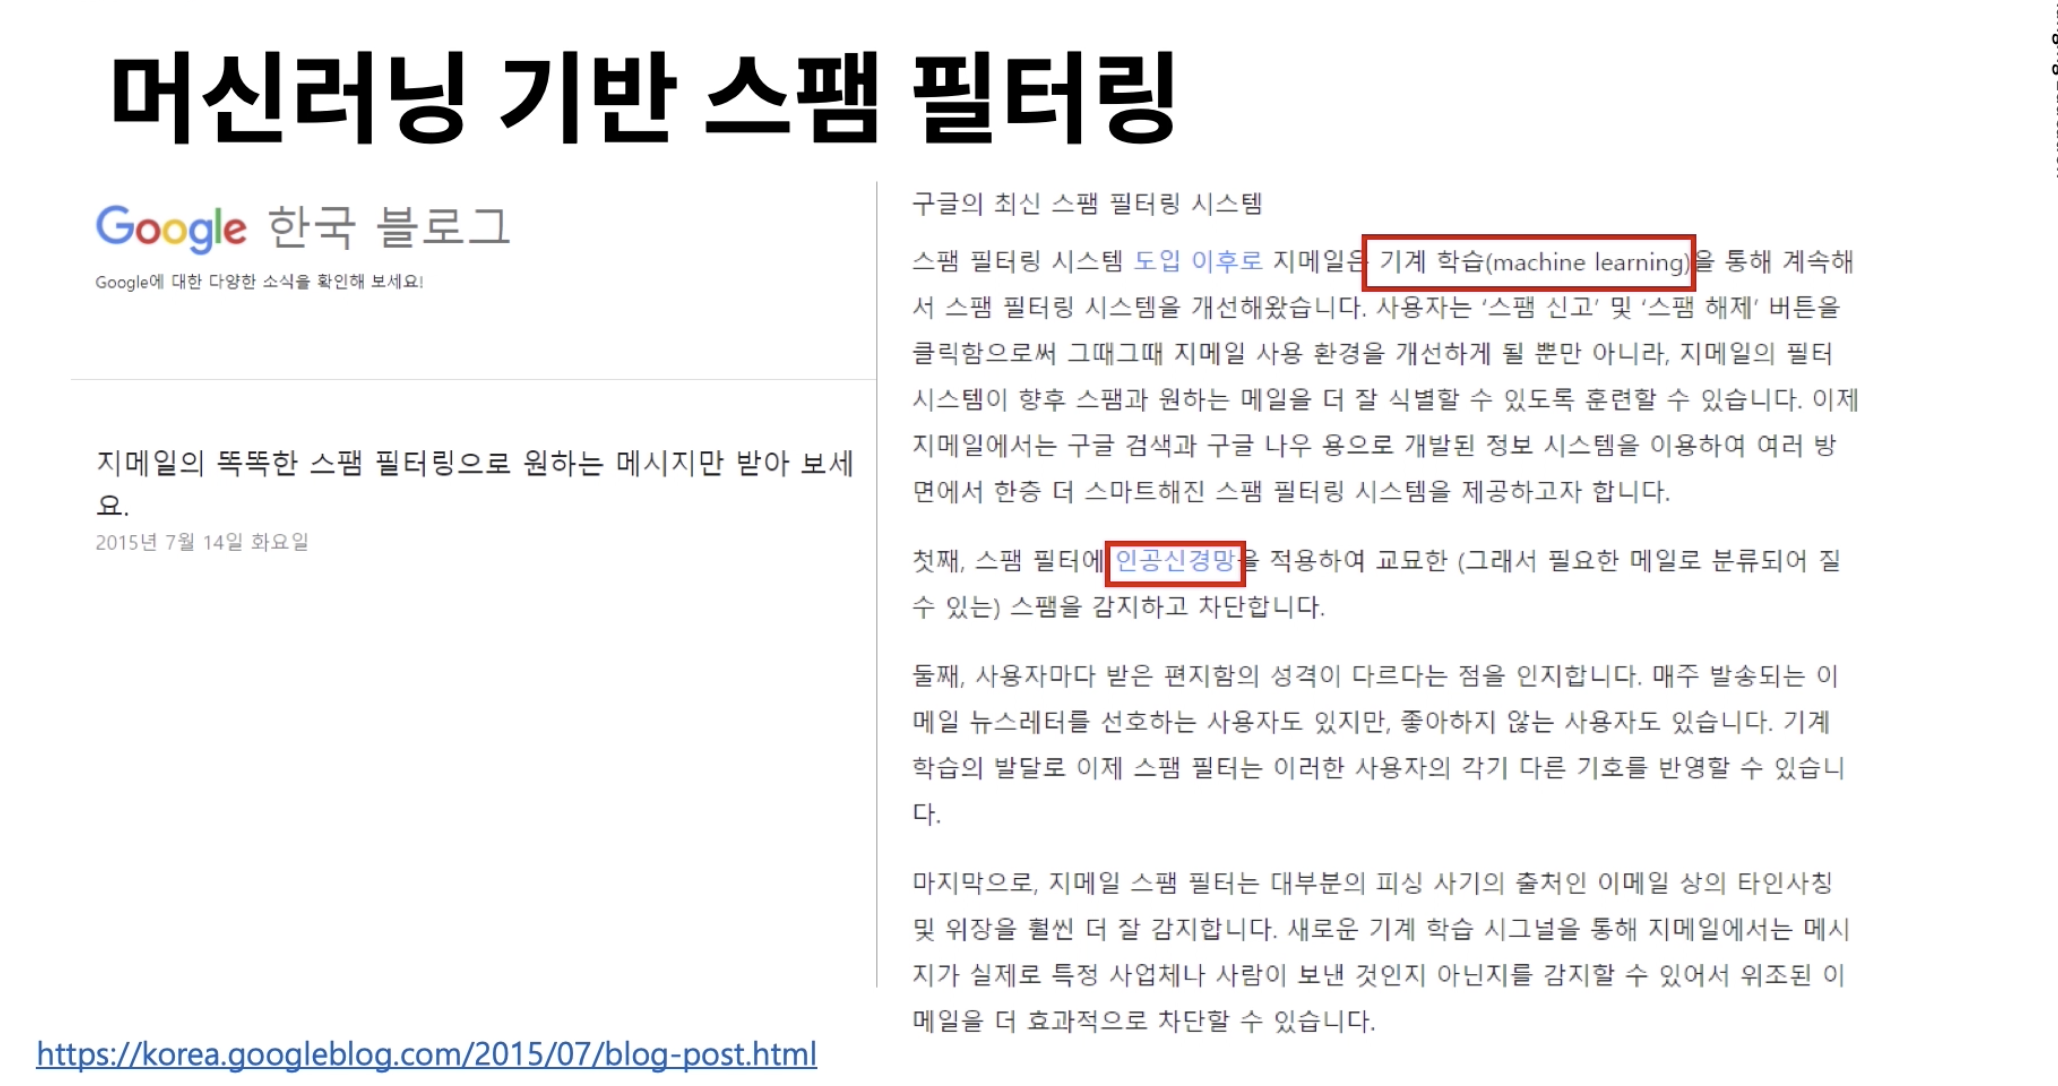 머신러닝 기반 스팸 필터링
Google 한국 블로그
Google에 대한 다양한 소식을 확인해 보세요!
지메일의 똑똑한 스팸 필터링으로 원하는 메시지만 받아 보세
요.
2015년 7월 14일 화요일
구글의 최신 스팸 필터링 시스템
스팸 필터링 시스템 도입 이후로 지메일은 기계 학습(machine learning)을 통해 계속해
서 스팸 필터링 시스템을 개선해왔습니다. 사용자는 ‘스팸 신고’ 및 ‘스팸 해제’ 버튼을
클릭함으로써 그때그때 지메일 사용 환경을 개선하게 될 뿐만 아니라, 지메일의 필터
시스템이 향후 스팸과 원하는 메일을 더 잘 식별할 수 있도록 훈련할 수 있습니다. 이제
지메일에서는 구글 검색과 구글 나우 용으로 개발된 정보 시스템을 이용하여 여러 방
면에서 한층 더 스마트해진 스팸 필터링 시스템을 제공하고자 합니다.
첫째, 스팸 필터에 인공신경망을 적용하여 교묘한 (그래서 필요한 메일로 분류되어 질
수 있는) 스팸을 감지하고 차단합니다.
둘째, 사용자마다 받은 편지함의 성격이 다르다는 점을 인지합니다. 매주 발송되는 이
메일 뉴스레터를 선호하는 사용자도 있지만, 좋아하지 않는 사용자도 있습니다. 기계
학습의 발달로 이제 스팸 필터는 이러한 사용자의 각기 다른 기호를 반영할 수 있습니
다.
마지막으로, 지메일 스팸 필터는 대부분의 피싱 사기의 출처인 이메일 상의 타인사칭
및 위장을 훨씬 더 잘 감지합니다. 새로운 기계 학습 시그널을 통해 지메일에서는 메시
지가 실제로 특정 사업체나 사람이 보낸 것인지 아닌지를 감지할 수 있어서 위조된 이
메일을 더 효과적으로 차단할 수 있습니다.
https://korea.googleblog.com/2015/07/blog-post.html